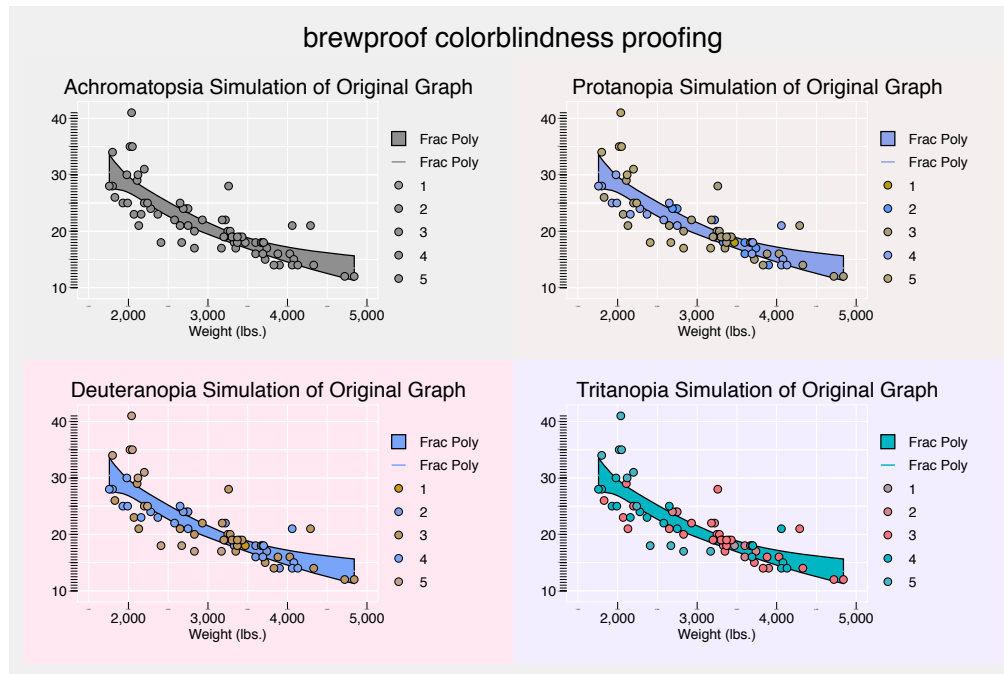 brewproof colorblindness proofing
Achromatopsia Simulation of Original Graph
40
30
20
10
2,000 3,000 4,000 5,000
Weight (lbs.)
Frac Poly
Frac Poly
1
2
3
4
5
Protanopia Simulation of Original Graph
40
30
20
10
2,000 3,000 4,000 5,000
Weight (lbs.)
Frac Poly
Frac Poly
1
2
3
4
5
Deuteranopia Simulation of Original Graph
40
30
20
10
2,000 3,000 4,000 5,000
Weight (lbs.)
Frac Poly
Frac Poly
1
2
3
4
5
Tritanopia Simulation of Original Graph
40
30
20
10
2,000 3,000 4,000 5,000
Weight (lbs.)
Frac Poly
Frac Poly
1
2
3
4
5